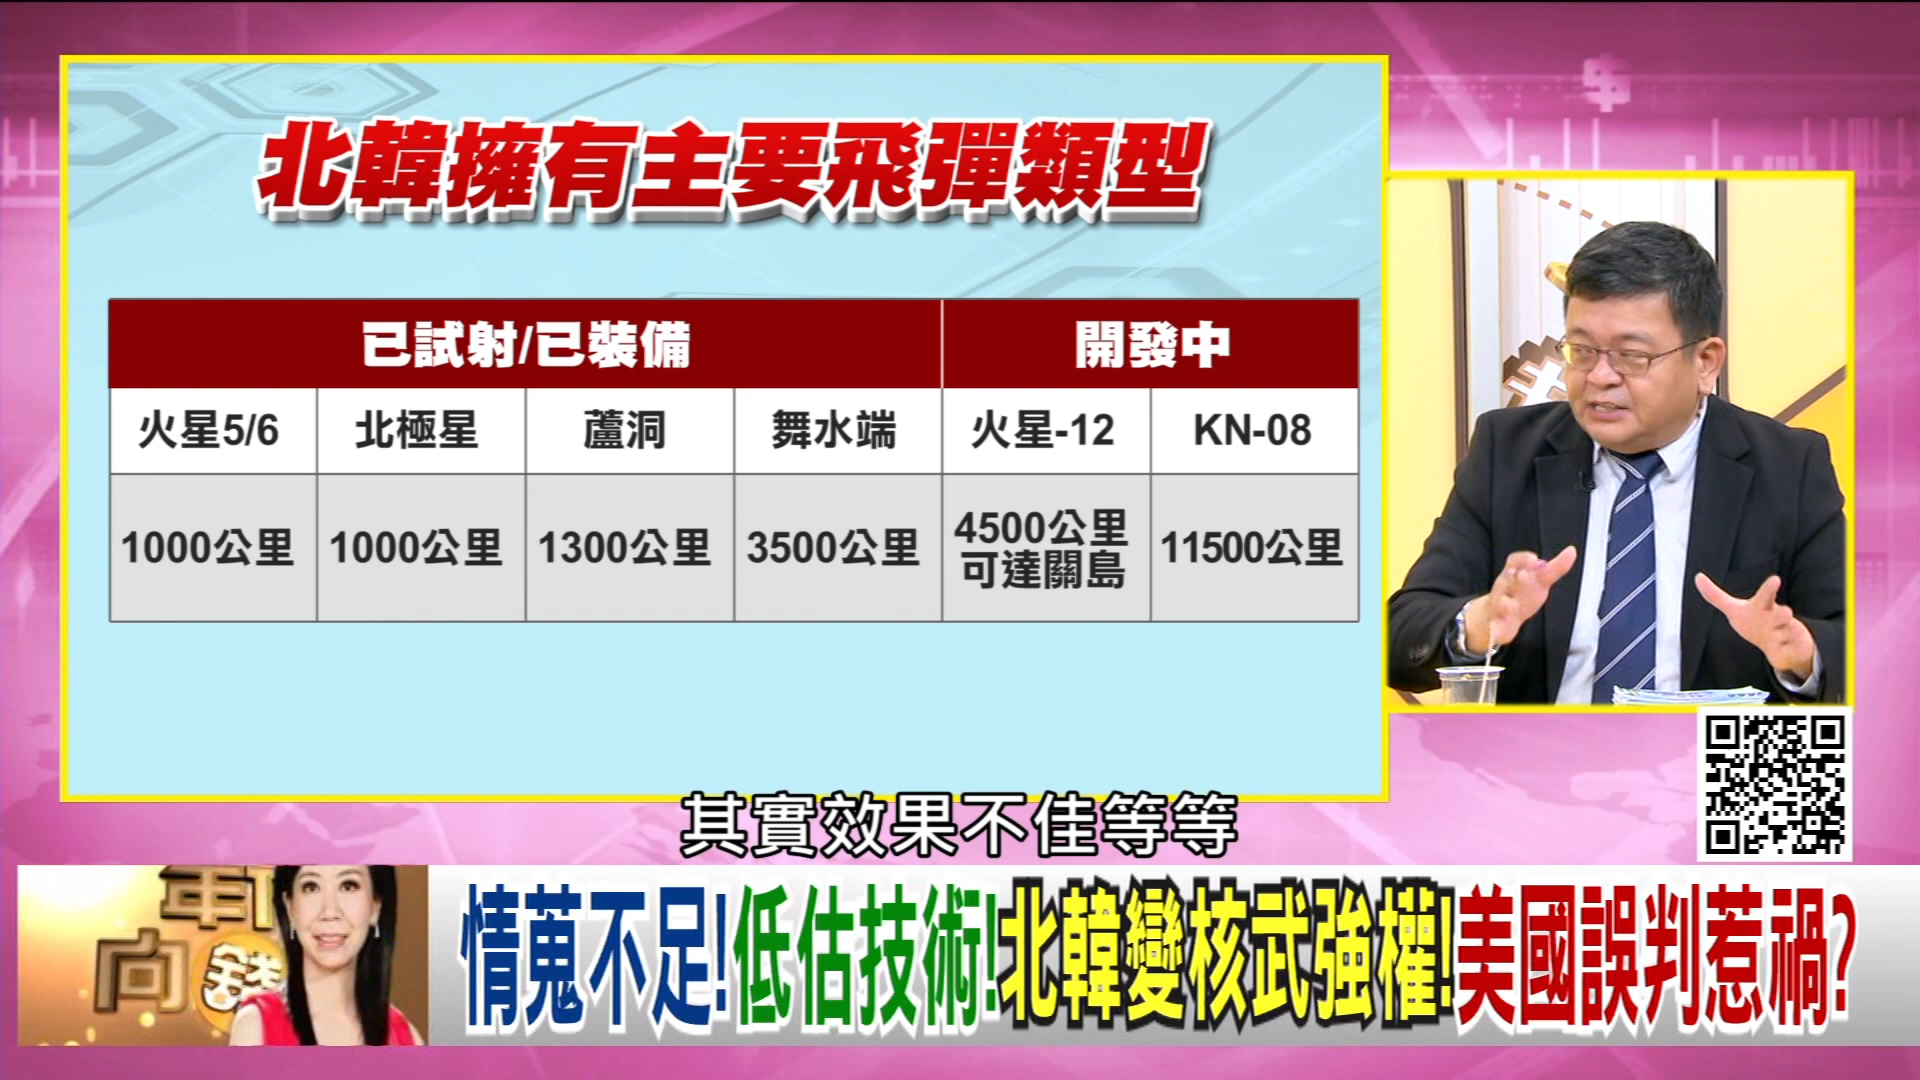 北韓擁有主要飛彈類型
已試射/已裝備 開發中
火星5/6 北極星 蘆洞 舞水端 火星-12 KN-08
1000公里 1000公里 1300公里 3500公里 4500公里 11500公里
可達關島
其實效果不佳等等
向錢
情蒐不足!低估技術!北韓變核武強權!美國誤判惹禍?